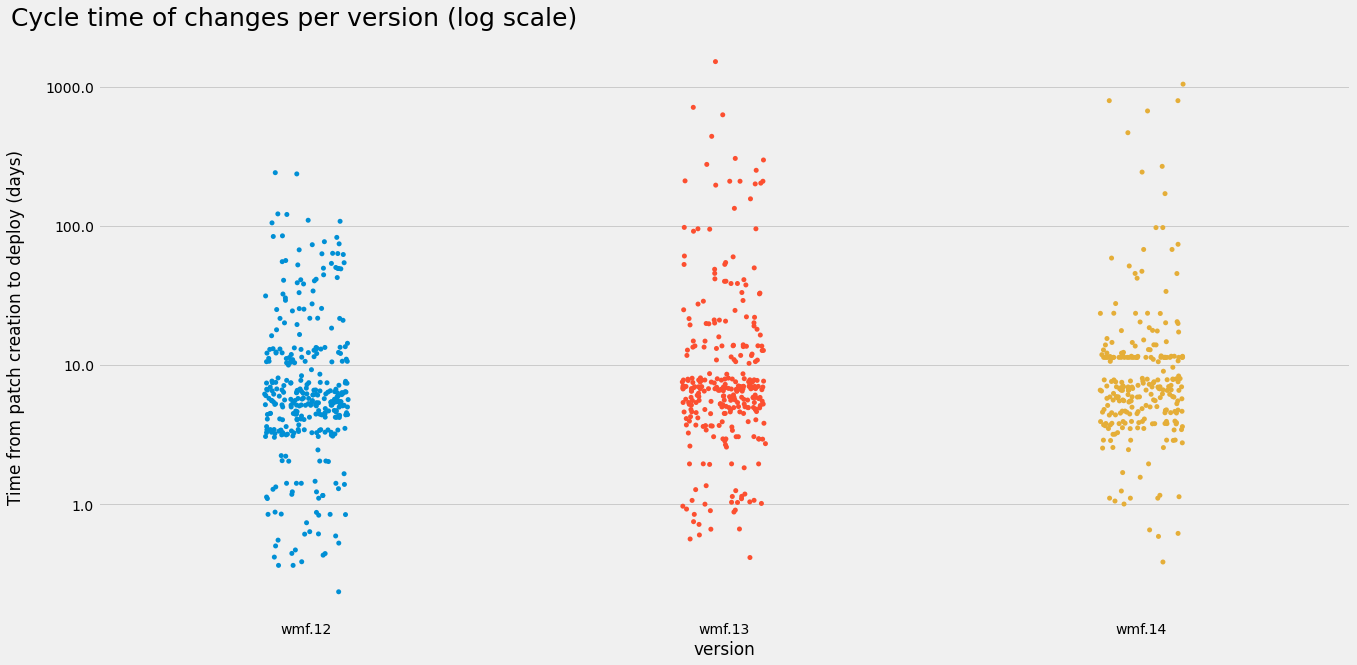 Cycle time of changes per version (log scale)
Time from patch creation to deploy (days)
1000.0
100.0
10.0
1.0
wmf.12
wmf.13
wmf.14
version